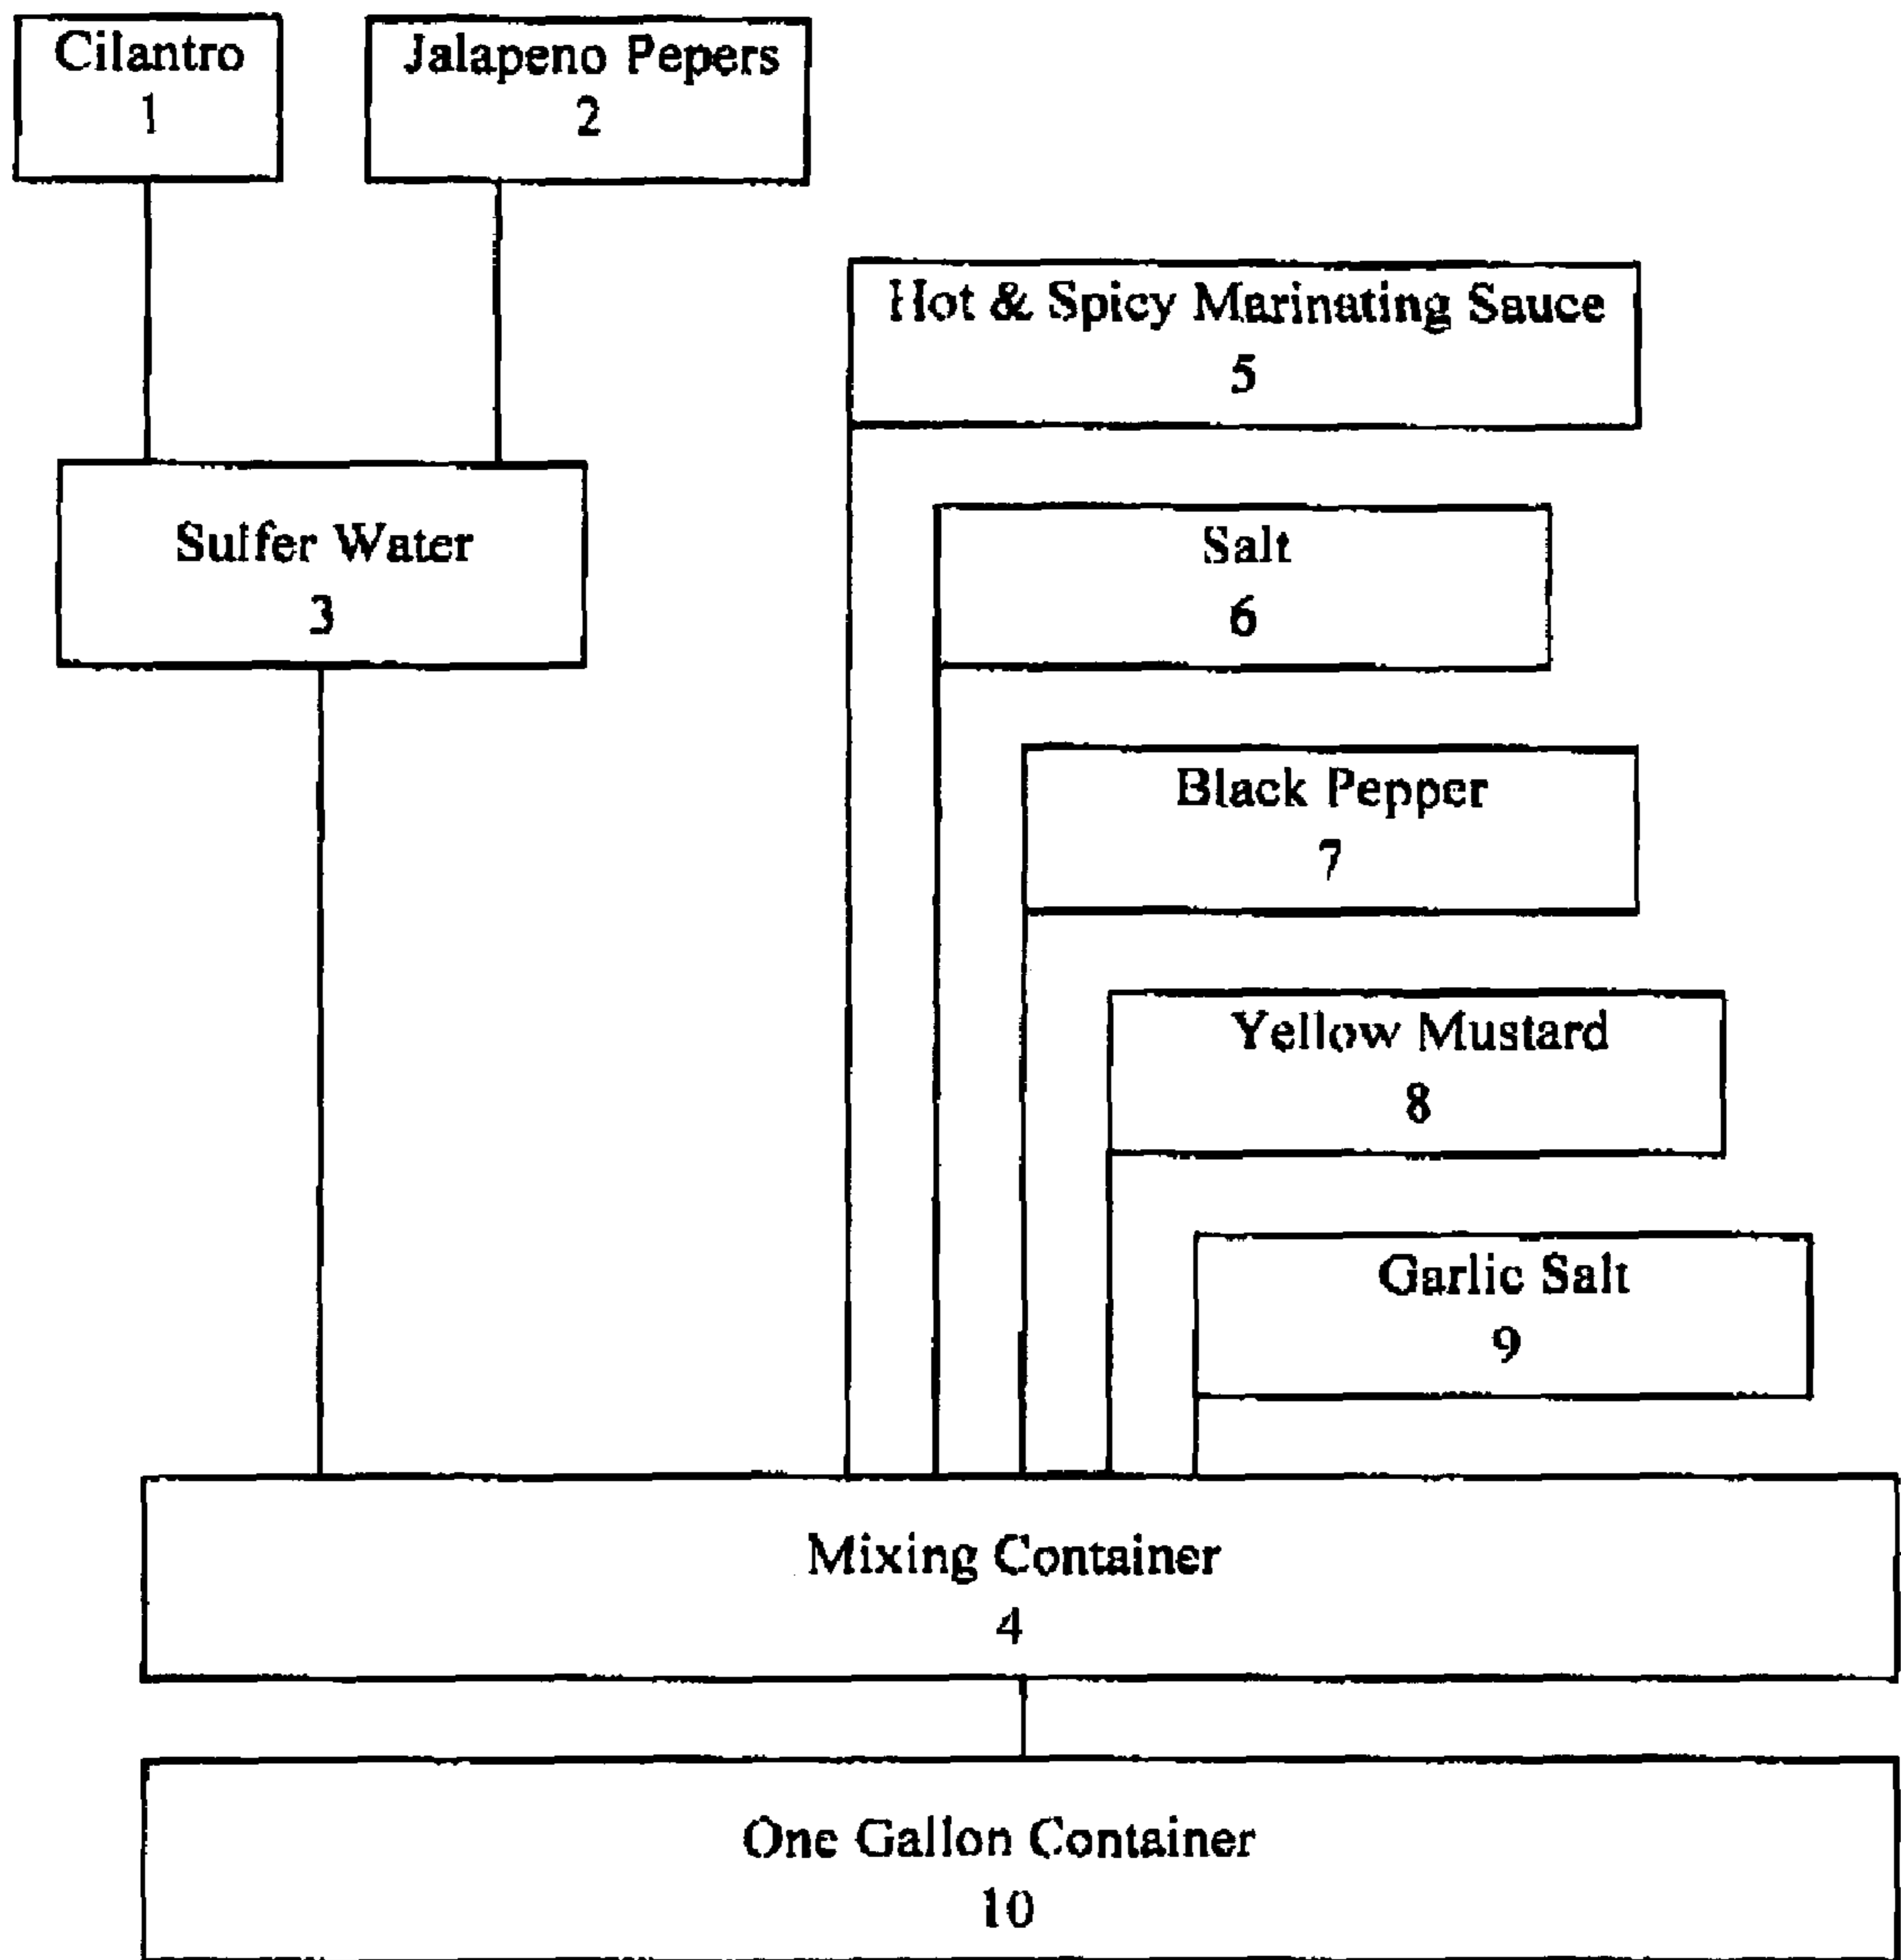 Cilantro
1
Jalapeno Pepers
2
Hot & Spicy Marinating Sauce
5
Sulfer Water
3
Salt
6
Black Pepper
7
Yellow Mustard
8
Garlic Salt
9
Mixing Container
4
One Gallon Container
10